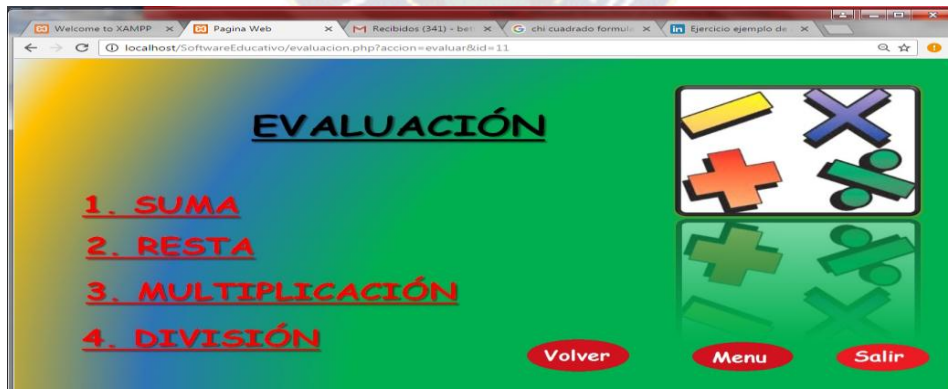 Welcome to XAMPP
Pagina Web
Recibidos (341) - bet
chi cuadrado formula
Ejercicio ejemplo de
localhost/SoftwareEducativo/evaluacion.php?accion=evaluar&id=11
EVALUACIÓN
1. SUMA
2. RESTA
3. MULTIPLICACIÓN
4. DIVISIÓN
Volver
Menu
Salir